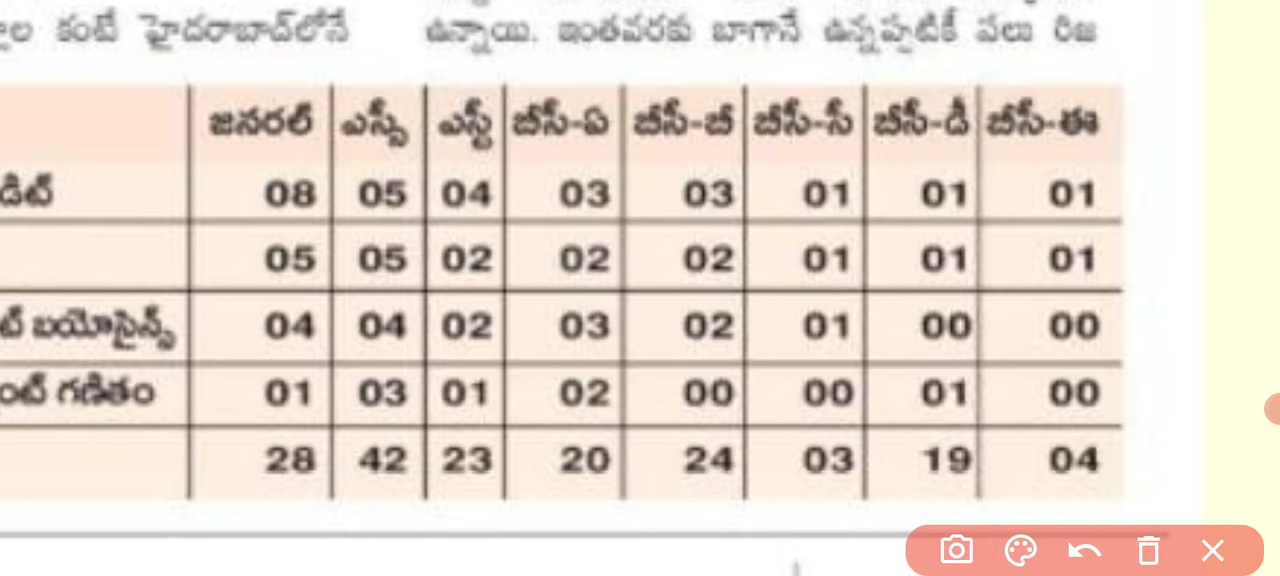 కంటే హైదరాబాద్‌లోనే
ఉన్నాయి. ఇంతవరకు బాగానే ఉన్నప్పటికీ పలు రిజ
జనరల్ ఎస్సీ ఎస్టీ బీసీ-ఏ బీసీ-బీ బీసీ-సీ బీసీ-డీ బీసీ-ఈ
డిట్ 08 05 04 03 03 01 01 01
05 05 02 02 02 01 01 01
ట్ బయోసైన్స్ 04 04 02 03 02 01 00 00
ంట్ గణితం 01 03 01 02 00 00 01 00
28 42 23 20 24 03 19 04